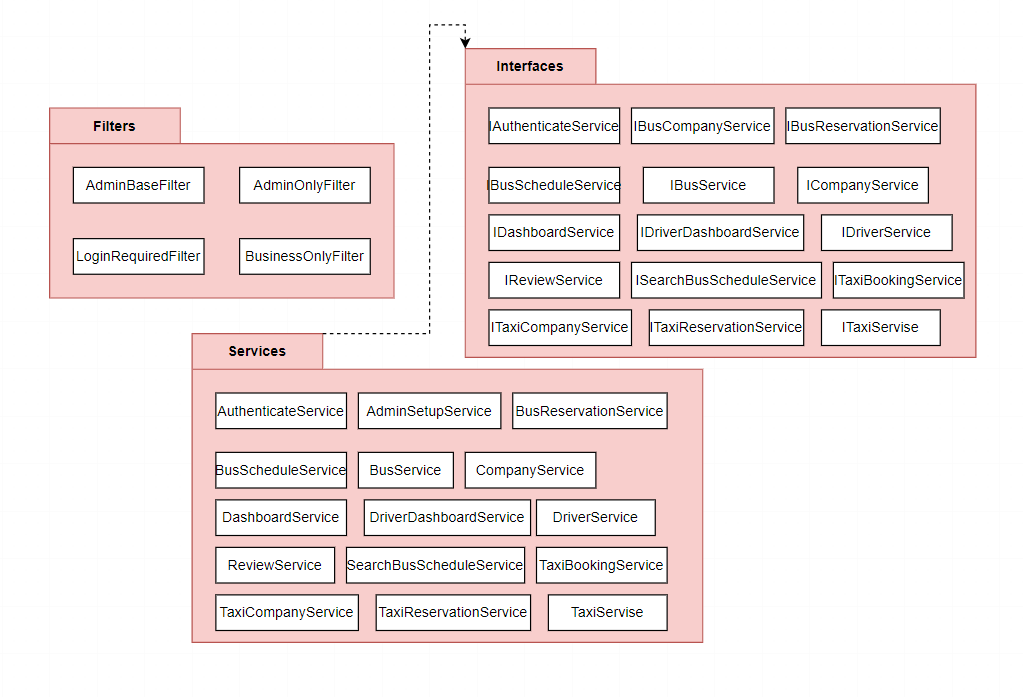 Interfaces
IAuthenticateService
IBusCompanyService
IBusReservationService
IBusScheduleService
IBusService
ICompanyService
IDashboardService
IDriverDashboardService
IDriverService
IReviewService
ISearchBusScheduleService
ITaxiBookingService
ITaxiCompanyService
ITaxiReservationService
ITaxiServise
Filters
AdminBaseFilter
AdminOnlyFilter
LoginRequiredFilter
BusinessOnlyFilter
Services
AuthenticateService
AdminSetupService
BusReservationService
BusScheduleService
BusService
CompanyService
DashboardService
DriverDashboardService
DriverService
ReviewService
SearchBusScheduleService
TaxiBookingService
TaxiCompanyService
TaxiReservationService
TaxiServise